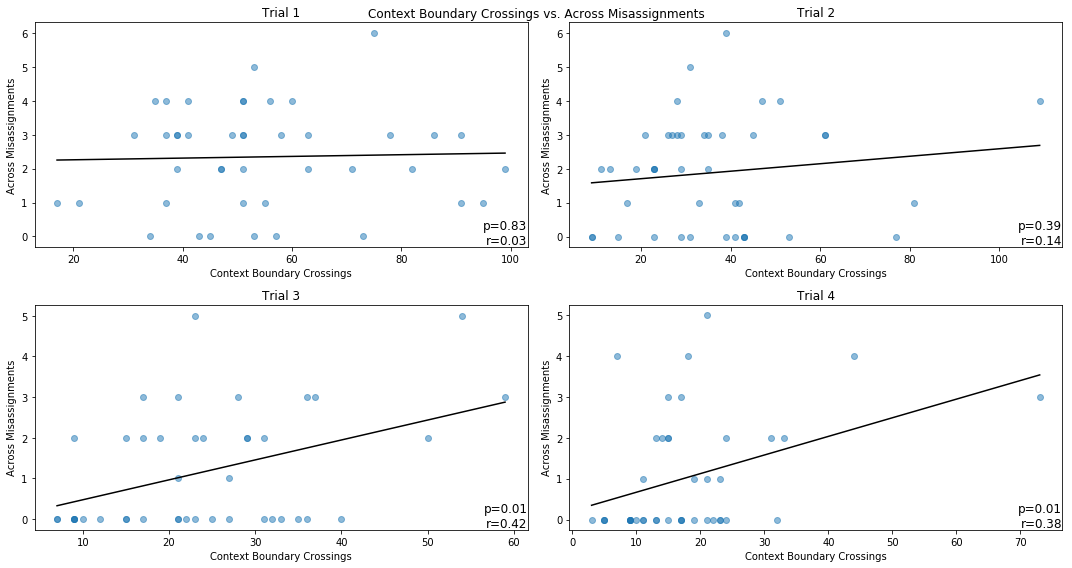 Context Boundary Crossings vs. Across Misassignments
Trial 1
6
5
4
3
2
1
0
Across Misassignments
20 40 60 80 100
Context Boundary Crossings
p=0.83
r=0.03
Trial 2
6
5
4
3
2
1
0
Across Misassignments
20 40 60 80 100
Context Boundary Crossings
p=0.39
r=0.14
Trial 3
5
4
3
2
1
0
Across Misassignments
10 20 30 40 50 60
Context Boundary Crossings
p=0.01
r=0.42
Trial 4
5
4
3
2
1
0
Across Misassignments
0 10 20 30 40 50 60 70
Context Boundary Crossings
p=0.01
r=0.38